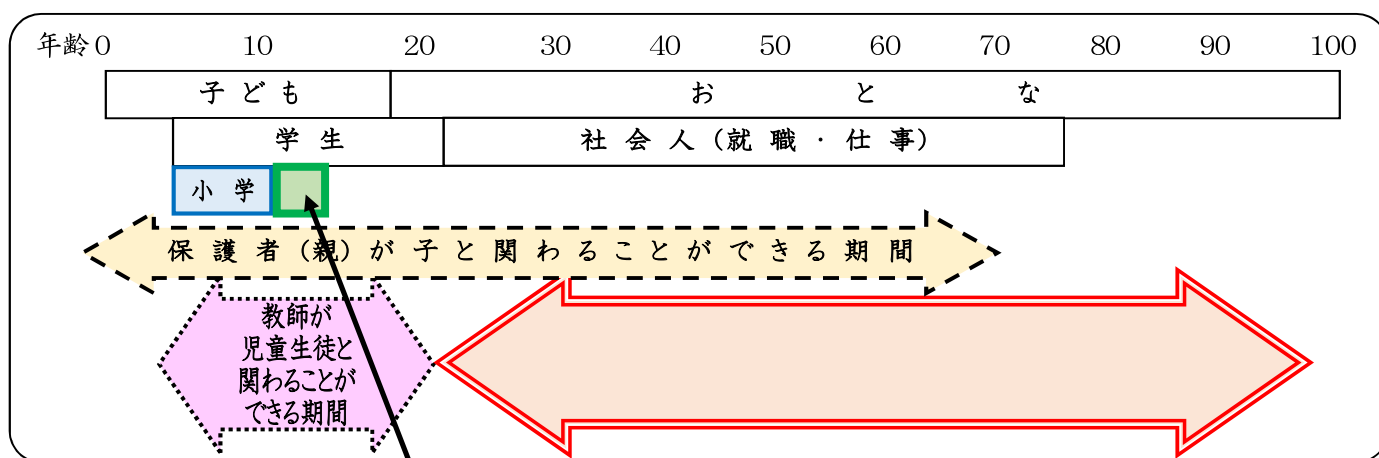 年齢 0 10 20 30 40 50 60 70 80 90 100
子ども おとな
学生 社会人（就職・仕事）
小学
保護者（親）が子と関わることができる期間
教師が
児童生徒と
関わることが
できる期間